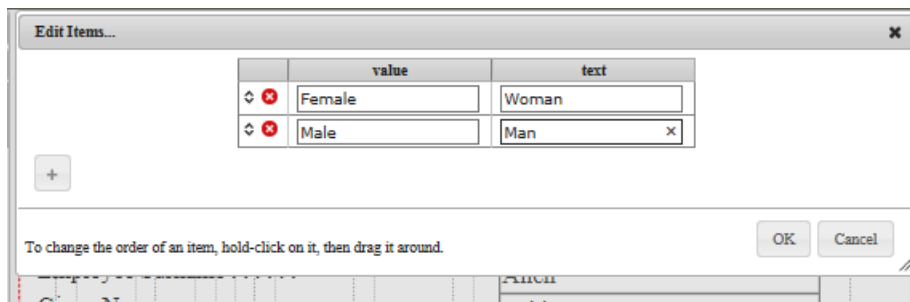 Edit Items...
value text
Female Woman
Male Man
+
OK Cancel
To change the order of an item, hold-click on it, then drag it around.